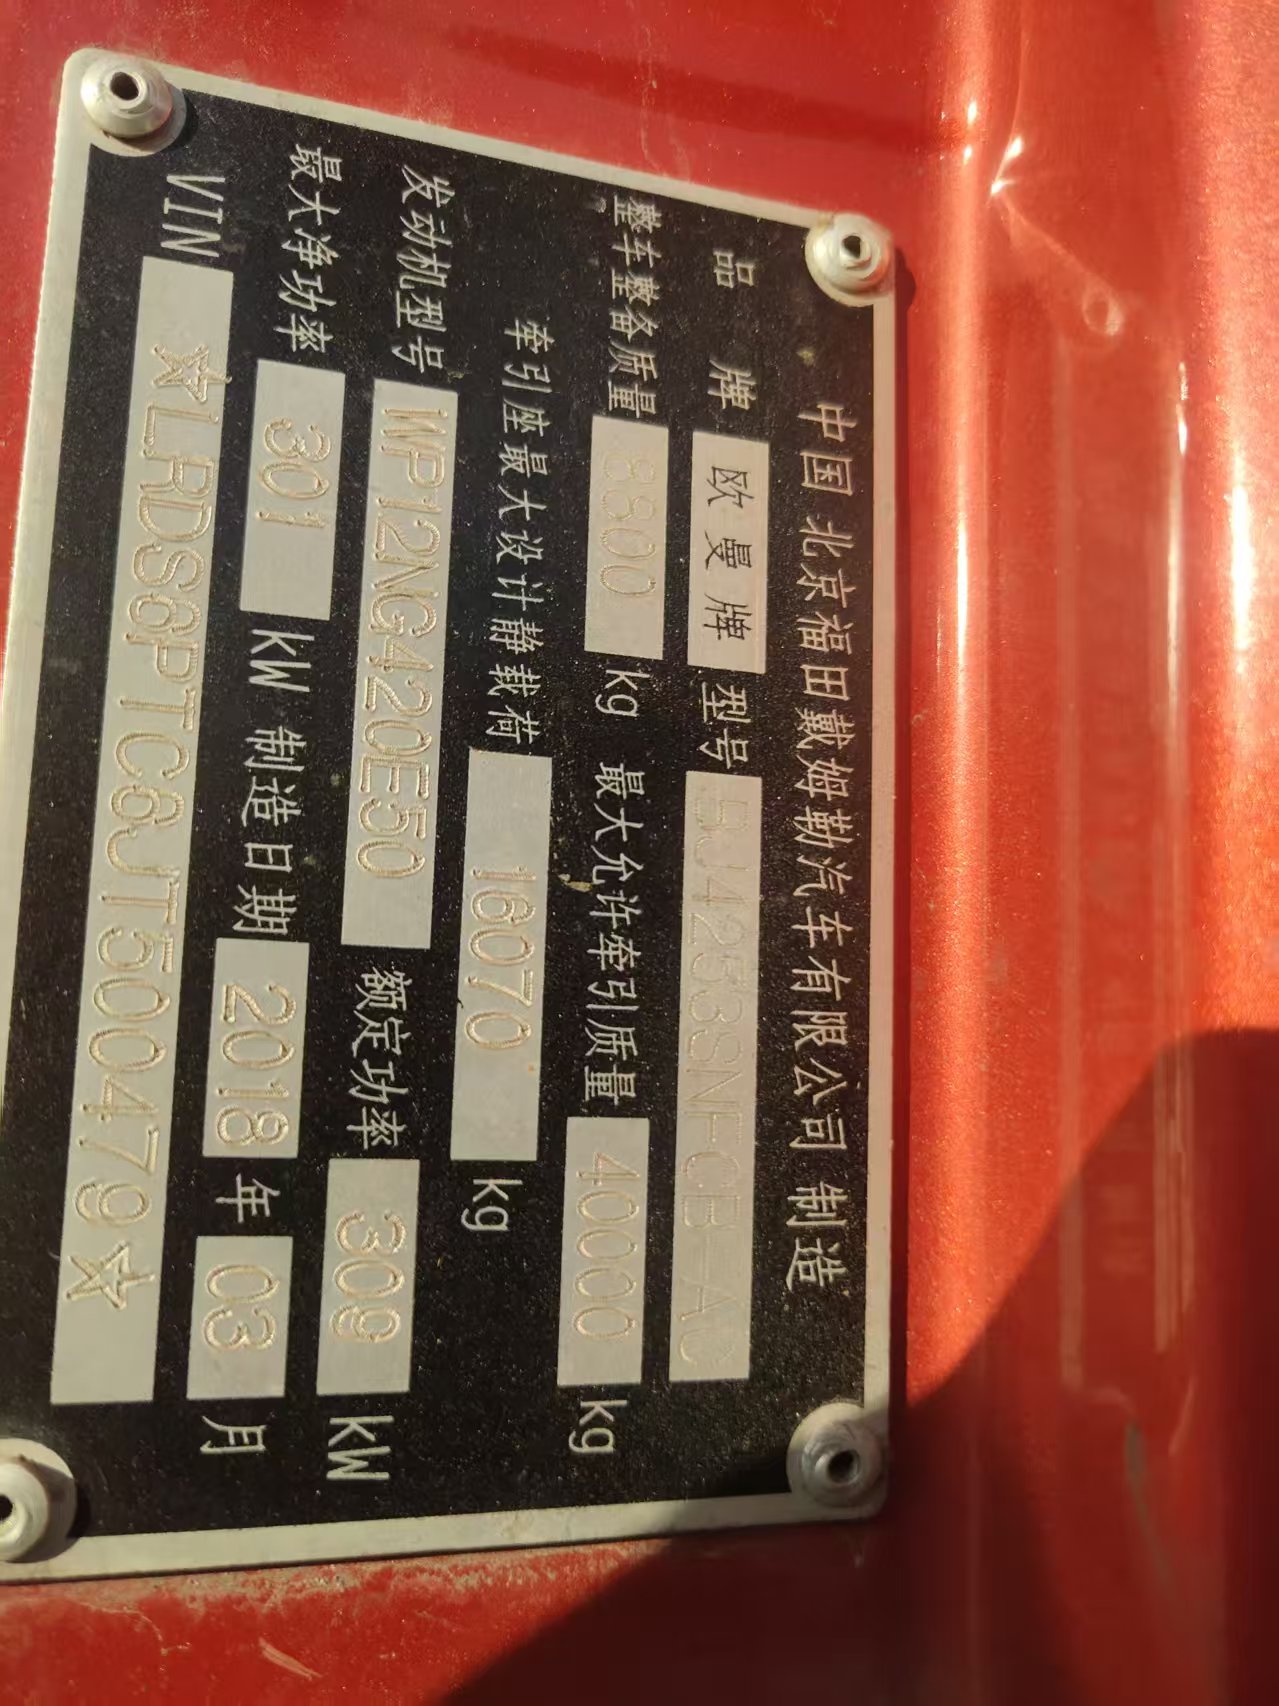 中国 北京福田戴姆勒汽车有限公司 制造
品 牌 欧曼牌 型号 BJ4253SNFCB-AC
整车整备质量 8800 kg 最大允许牵引质量 40000 kg
牵引座最大设计静载荷 16070 kg
发动机型号 WP12NG420E50 额定功率 309 kW
最大净功率 301 kW 制造日期 2018 年 03 月
VIN ☆LRDS6PTC8JT500479☆